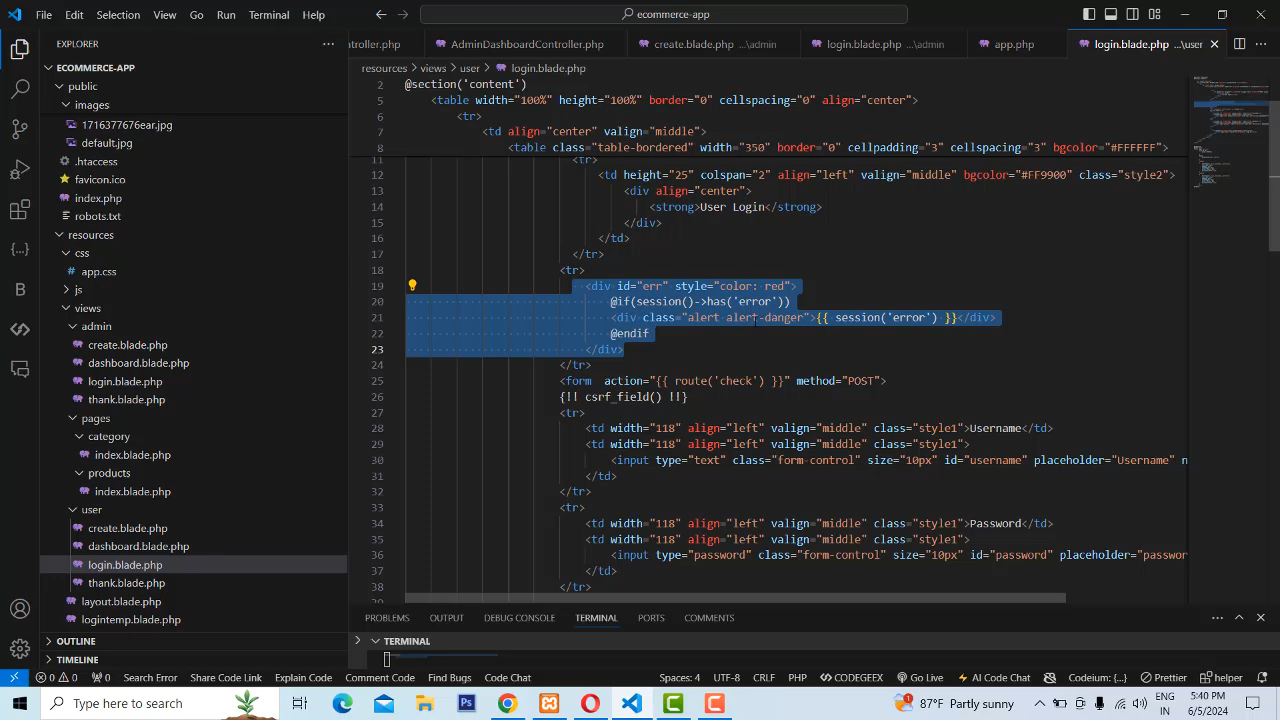 File Edit Selection View Go Run Terminal Help
ecommerce-app
EXPLORER
ntroller.php AdminDashboardController.php create.blade.php ...\admin login.blade.php ...\admin app.php login.blade.php ...\user
ECOMMERCE-APP
resources > views > user > login.blade.php
public
images
1716377676ear.jpg
default.jpg
.htaccess
favicon.ico
index.php
robots.txt
resources
css
app.css
js
views
admin
create.blade.php
dashboard.blade.php
login.blade.php
thank.blade.php
pages
category
index.blade.php
products
index.blade.php
user
create.blade.php
dashboard.blade.php
login.blade.php
thank.blade.php
layout.blade.php
logintemp.blade.php
OUTLINE
TIMELINE
2 @section('content')
5 <table width="100%" height="100%" border="0" cellspacing="0" align="center">
6 <tr>
7 <td align="center" valign="middle">
8 <table class="table-bordered" width="350" border="0" cellpadding="3" cellspacing="3" bgcolor="#FFFFFF">
11 <tr>
12 <td height="25" colspan="2" align="left" valign="middle" bgcolor="#FF9900" class="style2">
13 <div align="center">
14 <strong>User Login</strong>
15 </div>
16 </td>
17 </tr>
18 <tr>
19 <div id="err" style="color: red">
20 @if(session()->has('error'))
21 <div class="alert alert-danger">{{ session('error') }}</div>
22 @endif
23 </div>
24 </tr>
25 <form action="{{ route('check') }}" method="POST">
26 {!! csrf_field() !!}
27 <tr>
28 <td width="118" align="left" valign="middle" class="style1">Username</td>
29 <td width="118" align="left" valign="middle" class="style1">
30 <input type="text" class="form-control" size="10px" id="username" placeholder="Username" n
31 </td>
32 </tr>
33 <tr>
34 <td width="118" align="left" valign="middle" class="style1">Password</td>
35 <td width="118" align="left" valign="middle" class="style1">
36 <input type="password" class="form-control" size="10px" id="password" placeholder="passwor
37 </td>
38 </tr>
PROBLEMS OUTPUT DEBUG CONSOLE TERMINAL PORTS COMMENTS
TERMINAL
0 0 0 Search Error Explain Code Comment Code Find Bugs Code Chat Spaces: 4 UTF-8 CRLF PHP CODEGEEX Go Live AI Code Chat Codeium: {...} Prettier helper
Type here to search 87°F Partly sunny ENG IN 5:40 PM 6/5/2024